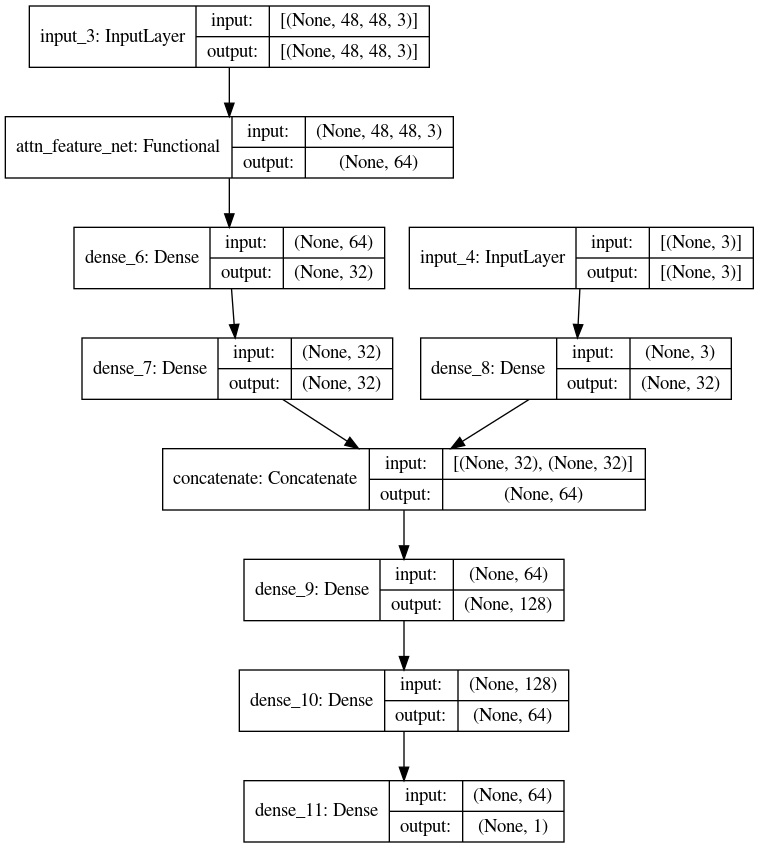 input_3: InputLayer
input:
[(None, 48, 48, 3)]
output:
[(None, 48, 48, 3)]
attn_feature_net: Functional
input:
(None, 48, 48, 3)
output:
(None, 64)
dense_6: Dense
input:
(None, 64)
output:
(None, 32)
input_4: InputLayer
input:
[(None, 3)]
output:
[(None, 3)]
dense_7: Dense
input:
(None, 32)
output:
(None, 32)
dense_8: Dense
input:
(None, 3)
output:
(None, 32)
concatenate: Concatenate
input:
[(None, 32), (None, 32)]
output:
(None, 64)
dense_9: Dense
input:
(None, 64)
output:
(None, 128)
dense_10: Dense
input:
(None, 128)
output:
(None, 64)
dense_11: Dense
input:
(None, 64)
output:
(None, 1)